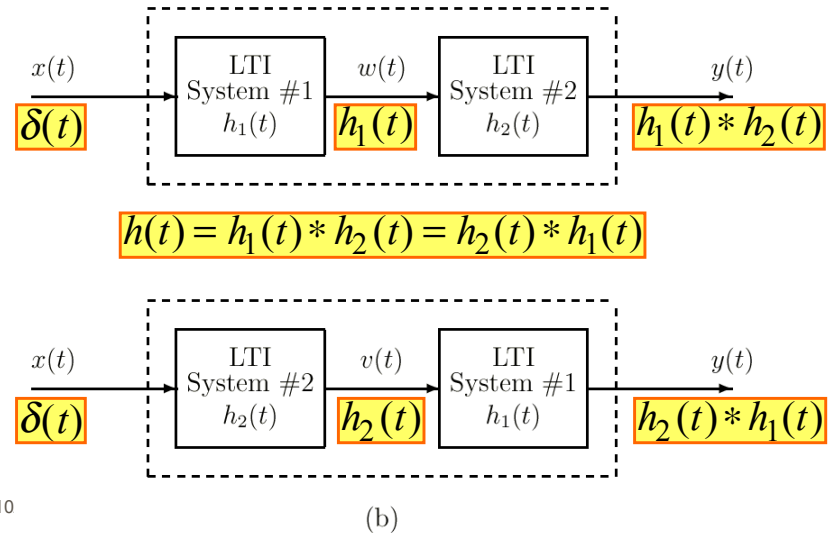 x(t) LTI w(t) LTI y(t)
System #1 System #2
δ(t) h₁(t) h₁(t) h₂(t) h₁(t) * h₂(t)
h(t) = h₁(t) * h₂(t) = h₂(t) * h₁(t)
x(t) LTI v(t) LTI y(t)
System #2 System #1
δ(t) h₂(t) h₂(t) h₁(t) h₂(t) * h₁(t)
10
(b)